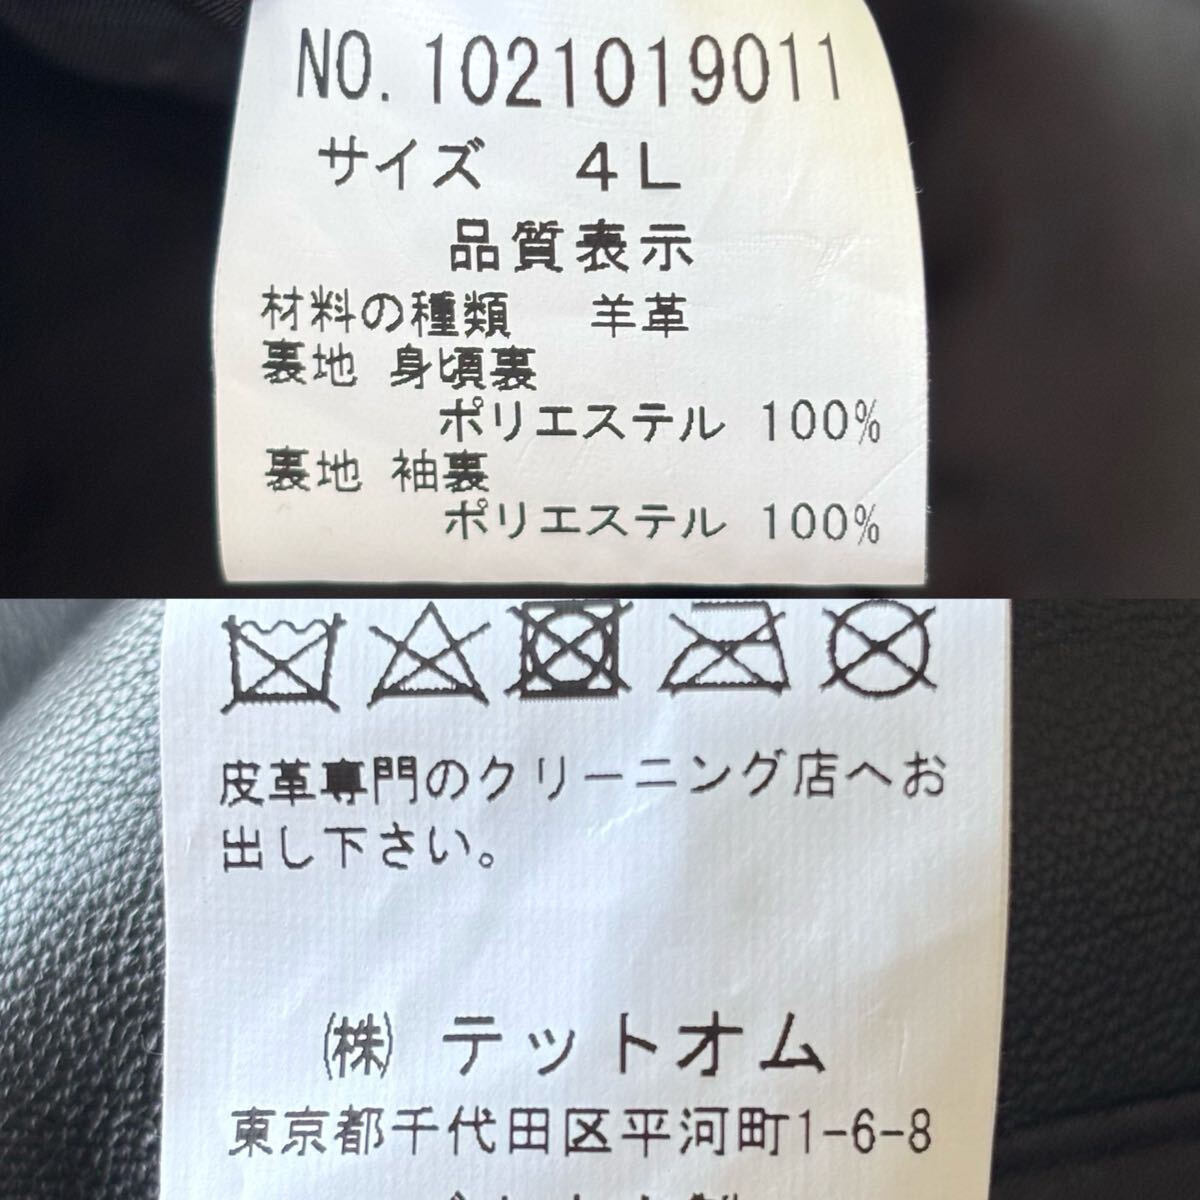 NO.1021019011
サイズ 4L
品質表示
材料の種類 羊革
裏地 身頃裏
ポリエステル 100%
裏地 袖裏
ポリエステル 100%
皮革専門のクリーニング店へお
出し下さい。
(株) テットオム
東京都千代田区平河町1-6-8